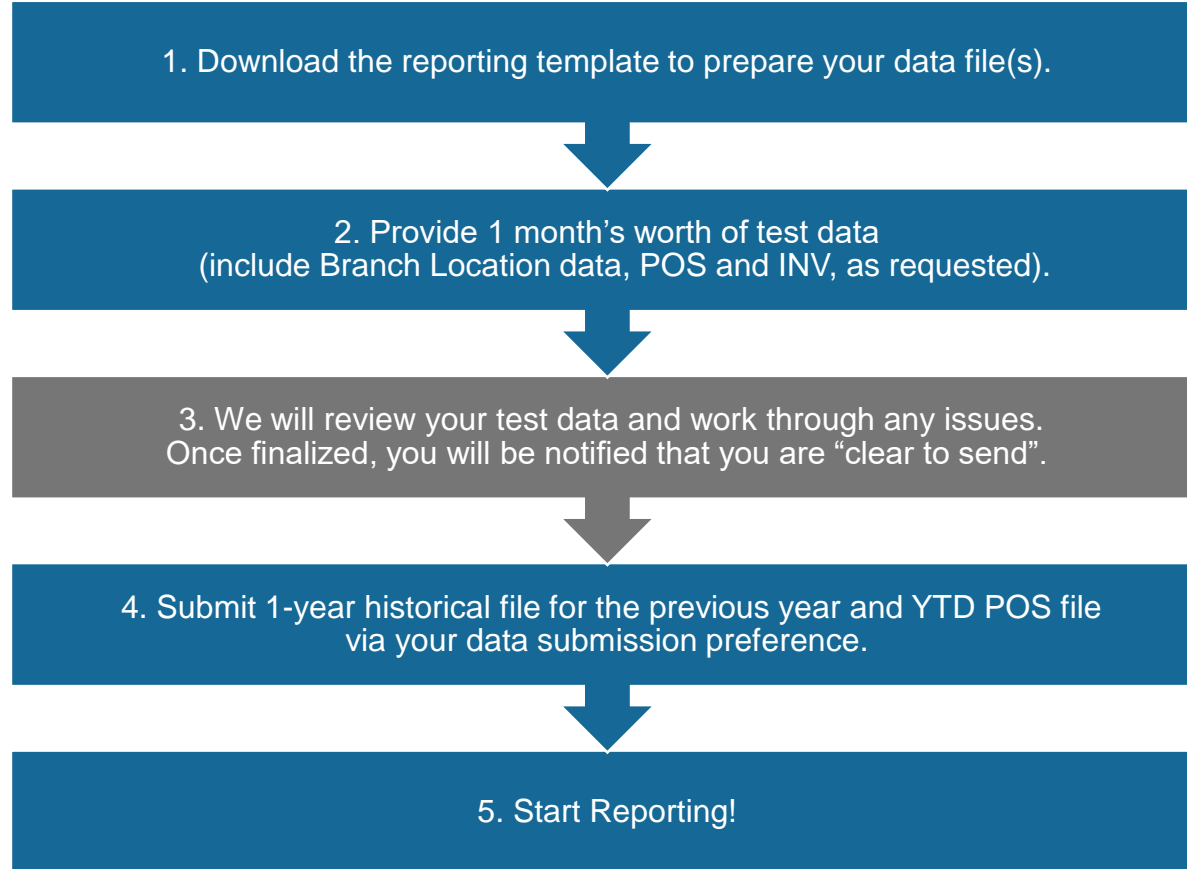 1. Download the reporting template to prepare your data file(s).
2. Provide 1 month’s worth of test data
(include Branch Location data, POS and INV, as requested).
3. We will review your test data and work through any issues.
Once finalized, you will be notified that you are “clear to send”.
4. Submit 1-year historical file for the previous year and YTD POS file
via your data submission preference.
5. Start Reporting!